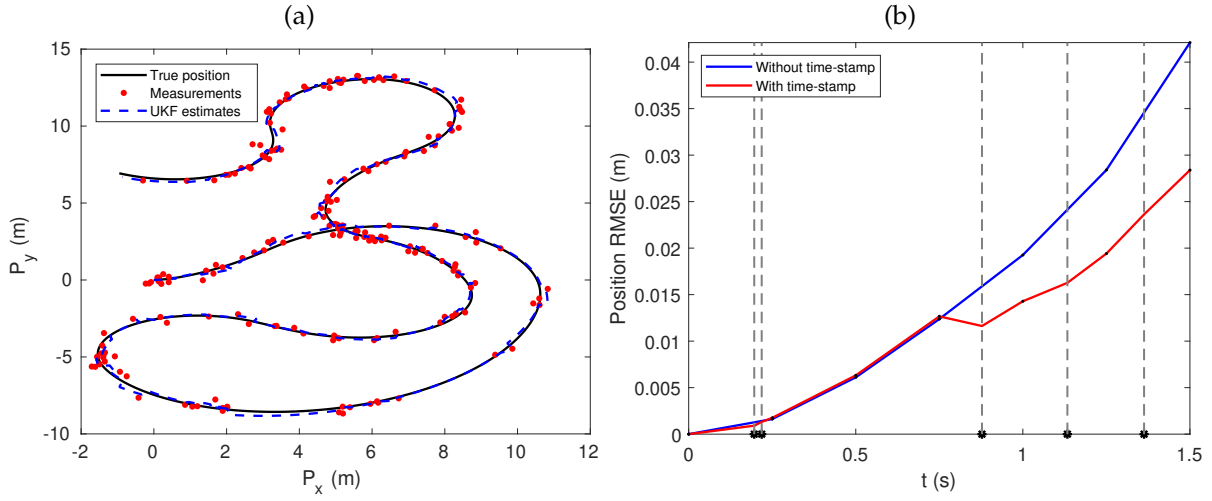 (a)
15
10
5
0
-5
-10
-2
0
2
4
6
8
10
12
P_y (m)
P_x (m)
True position
Measurements
UKF estimates
(b)
0.04
0.035
0.03
0.025
0.02
0.015
0.01
0.005
0
0
0.5
1
1.5
Position RMSE (m)
t (s)
Without time-stamp
With time-stamp